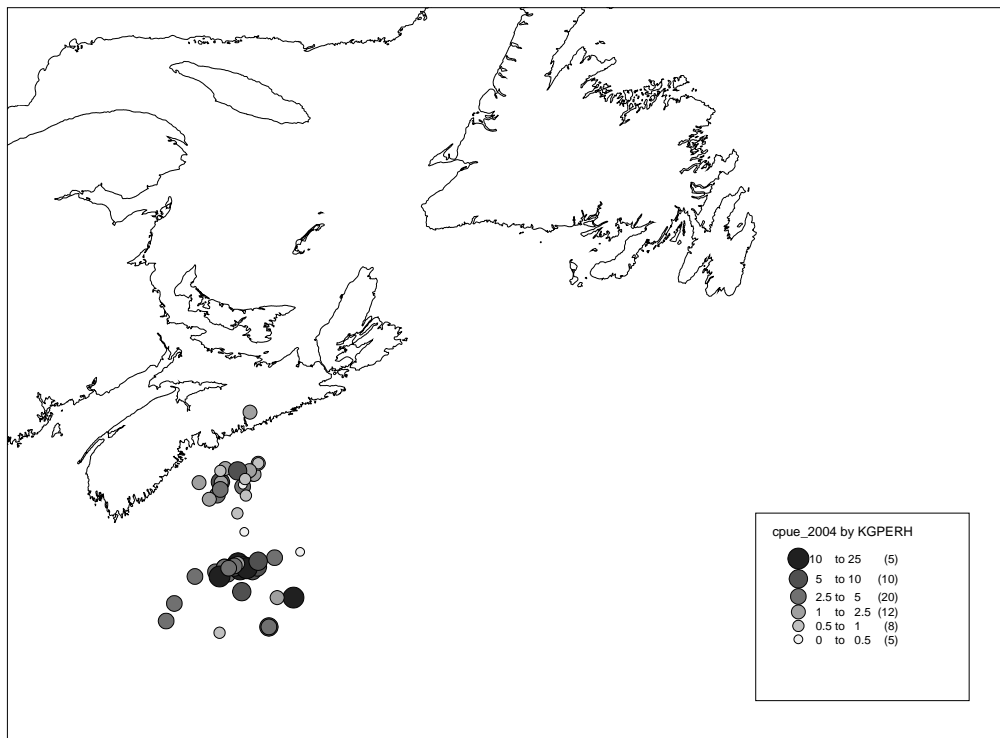 cpue_2004 by KGPERH
10 to 25 (5)
5 to 10 (10)
2.5 to 5 (20)
1 to 2.5 (12)
0.5 to 1 (8)
0 to 0.5 (5)